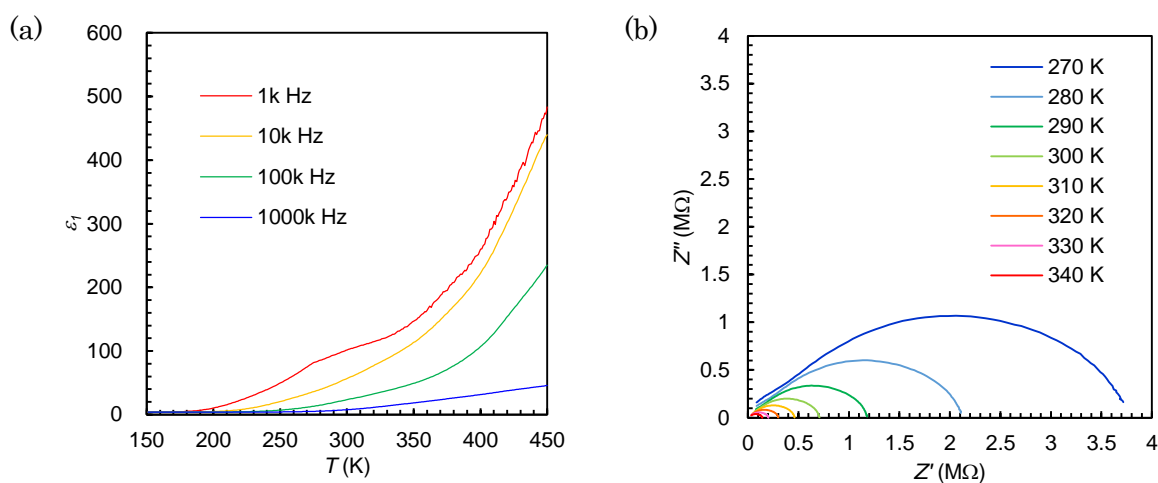 (a)
600
500
400
300
200
100
0
ε₁
1k Hz
10k Hz
100k Hz
1000k Hz
150 200 250 300 350 400 450
T (K)
(b)
4
3.5
3
2.5
2
1.5
1
0.5
0
Z″ (MΩ)
270 K
280 K
290 K
300 K
310 K
320 K
330 K
340 K
0 0.5 1 1.5 2 2.5 3 3.5 4
Z′ (MΩ)